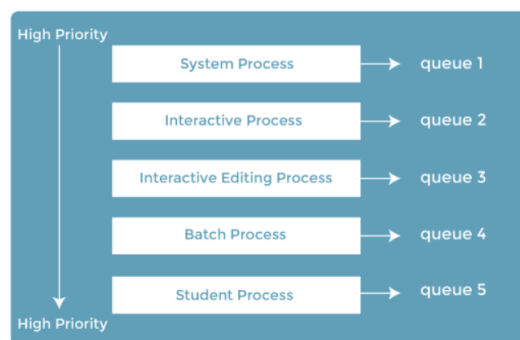 High Priority
System Process
queue 1
Interactive Process
queue 2
Interactive Editing Process
queue 3
Batch Process
queue 4
Student Process
queue 5
High Priority